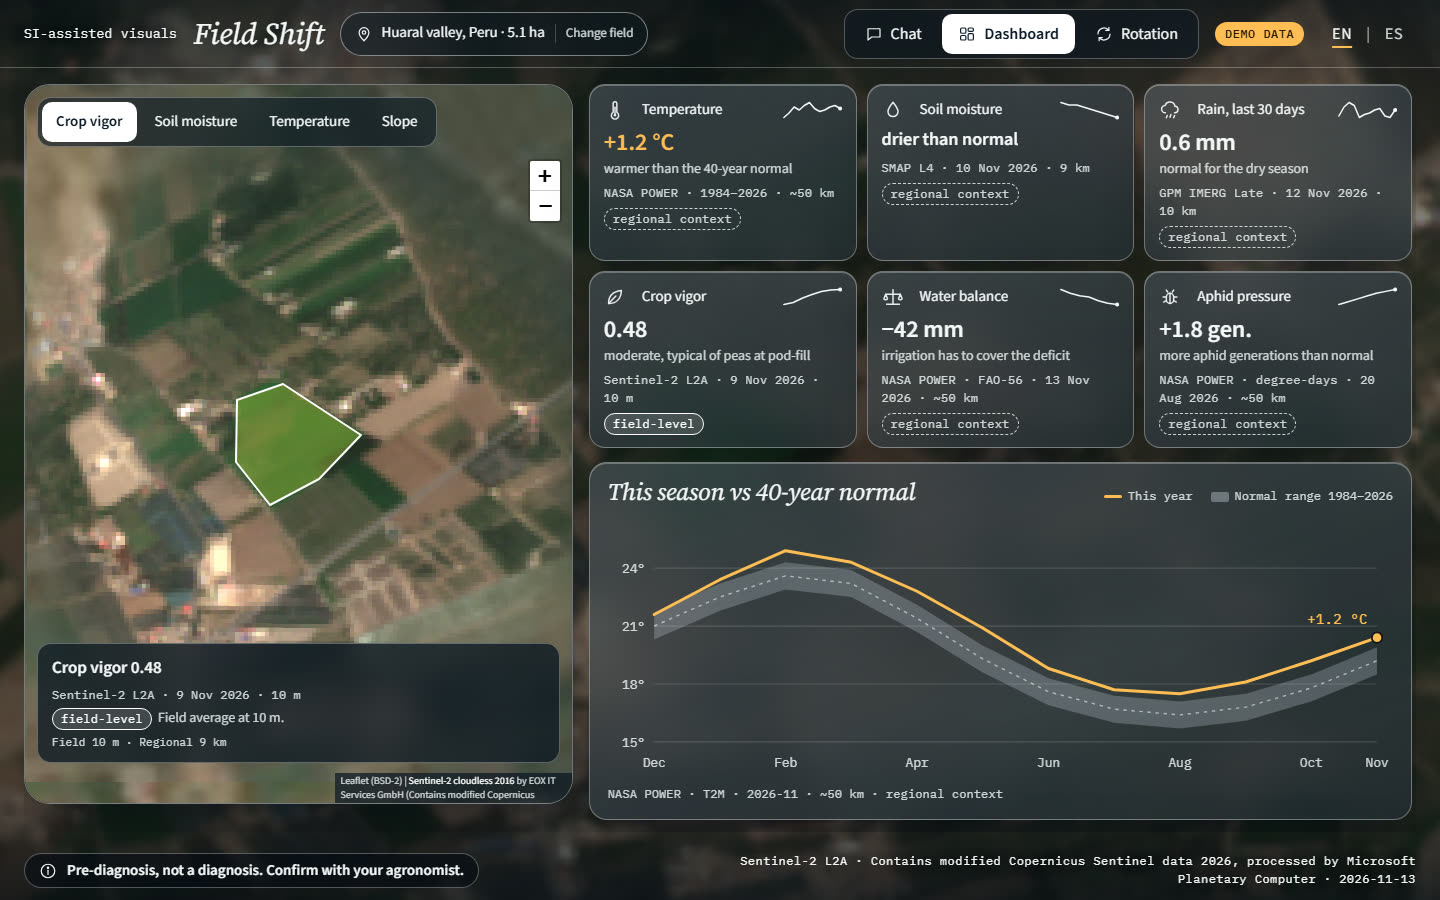 SI-assisted visuals
Field Shift
Huaral valley, Peru · 5.1 ha
Change field
Chat
Dashboard
Rotation
DEMO DATA
EN | ES
Crop vigor
Soil moisture
Temperature
Slope
+
−
Crop vigor 0.48
Sentinel-2 L2A · 9 Nov 2026 · 10 m
field-level Field average at 10 m.
Field 10 m · Regional 9 km
Leaflet (BSD-2) | Sentinel-2 cloudless 2016 by EOX IT
Services GmbH (Contains modified Copernicus
Temperature
+1.2 °C
warmer than the 40-year normal
NASA POWER · 1984–2026 · ~50 km
regional context
Soil moisture
drier than normal
SMAP L4 · 10 Nov 2026 · 9 km
regional context
Rain, last 30 days
0.6 mm
normal for the dry season
GPM IMERG Late · 12 Nov 2026 ·
10 km
regional context
Crop vigor
0.48
moderate, typical of peas at pod-fill
Sentinel-2 L2A · 9 Nov 2026 ·
10 m
field-level
Water balance
−42 mm
irrigation has to cover the deficit
NASA POWER · FAO-56 · 13 Nov
2026 · ~50 km
regional context
Aphid pressure
+1.8 gen.
more aphid generations than normal
NASA POWER · degree-days · 20
Aug 2026 · ~50 km
regional context
This season vs 40-year normal
This year
Normal range 1984–2026
24°
21°
18°
15°
+1.2 °C
Dec Feb Apr Jun Aug Oct Nov
NASA POWER · T2M · 2026-11 · ~50 km · regional context
Pre-diagnosis, not a diagnosis. Confirm with your agronomist.
Sentinel-2 L2A · Contains modified Copernicus Sentinel data 2026, processed by Microsoft
Planetary Computer · 2026-11-13